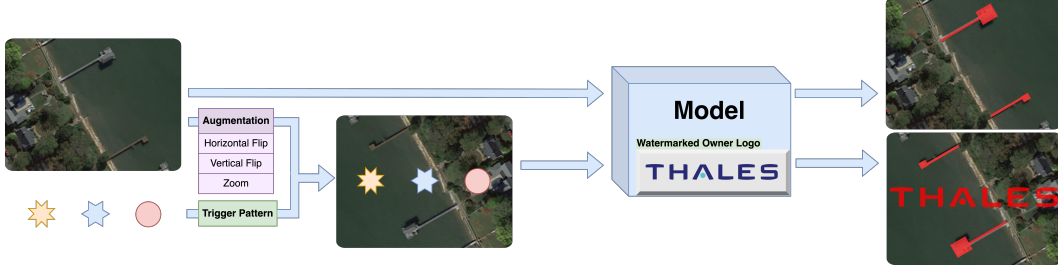 Augmentation
Horizontal Flip
Vertical Flip
Zoom
Trigger Pattern
Model
Watermarked Owner Logo
THALES
THALES